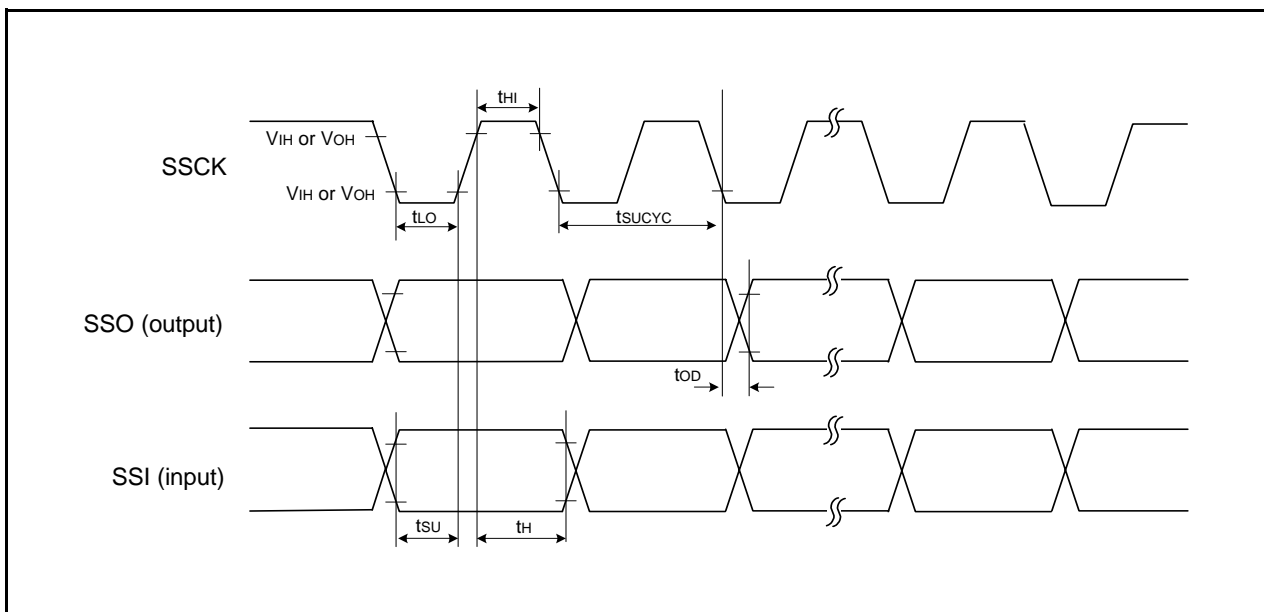 tHI
VIH or VOH
SSCK
VIH or VOH
tLO
tSUCYC
SSO (output)
tOD
SSI (input)
tSU
tH